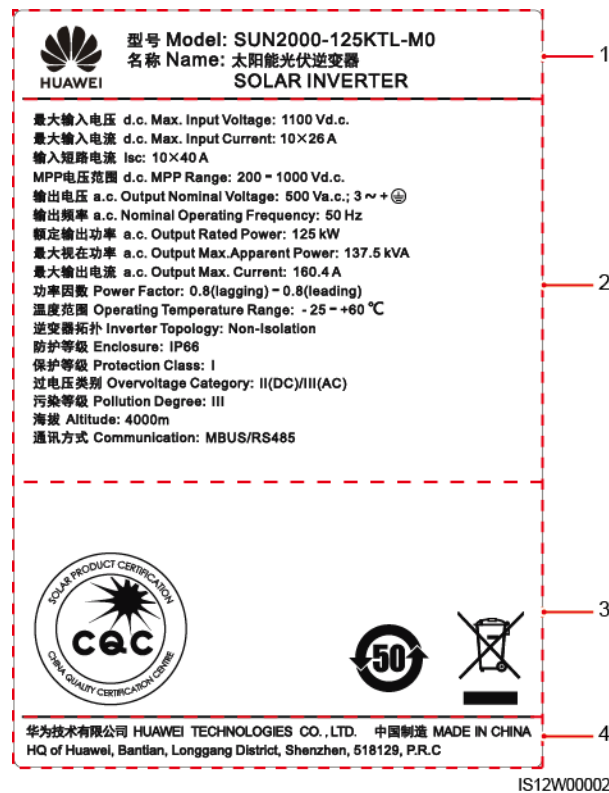 型号 Model: SUN2000-125KTL-M0
名称 Name: 太阳能光伏逆变器
SOLAR INVERTER
HUAWEI
1
最大输入电压 d.c. Max. Input Voltage: 1100 Vd.c.
最大输入电流 d.c. Max. Input Current: 10×26 A
输入短路电流 Isc: 10×40 A
MPP电压范围 d.c. MPP Range: 200 - 1000 Vd.c.
输出电压 a.c. Output Nominal Voltage: 500 Va.c.; 3 ~ +
输出频率 a.c. Nominal Operating Frequency: 50 Hz
额定输出功率 a.c. Output Rated Power: 125 kW
最大视在功率 a.c. Output Max.Apparent Power: 137.5 kVA
最大输出电流 a.c. Output Max. Current: 160.4 A
功率因数 Power Factor: 0.8(lagging) - 0.8(leading)
温度范围 Operating Temperature Range: - 25 - +60 ℃
逆变器拓扑 Inverter Topology: Non-Isolation
防护等级 Enclosure: IP66
保护等级 Protection Class: I
过电压类别 Overvoltage Category: II(DC)/III(AC)
污染等级 Pollution Degree: III
海拔 Altitude: 4000m
通讯方式 Communication: MBUS/RS485
2
SOLAR PRODUCT CERTIFICATION
CQC
CHINA QUALITY CERTIFICATION CENTRE
50
3
华为技术有限公司 HUAWEI TECHNOLOGIES CO., LTD. 中国制造 MADE IN CHINA
HQ of Huawei, Bantian, Longgang District, Shenzhen, 518129, P.R.C
4
IS12W00002